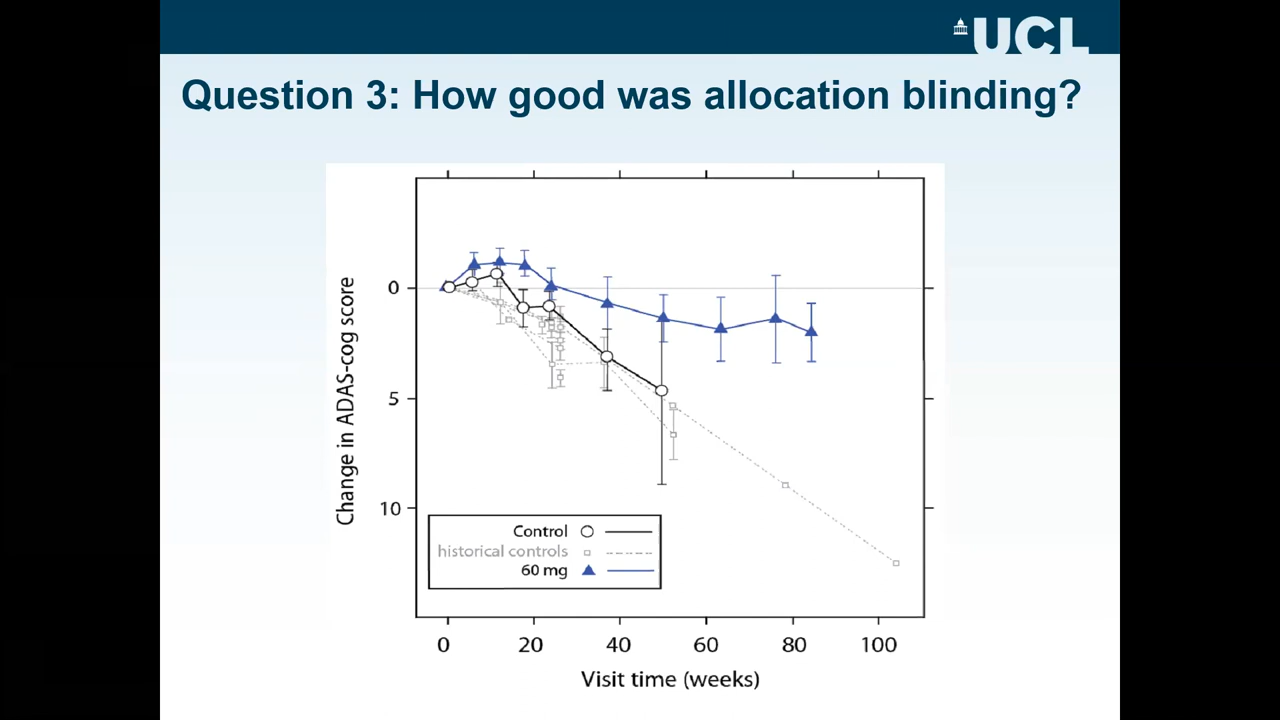 UCL
Question 3: How good was allocation blinding?
Change in ADAS-cog score
0
5
10
Control
historical controls
60 mg
0 20 40 60 80 100
Visit time (weeks)